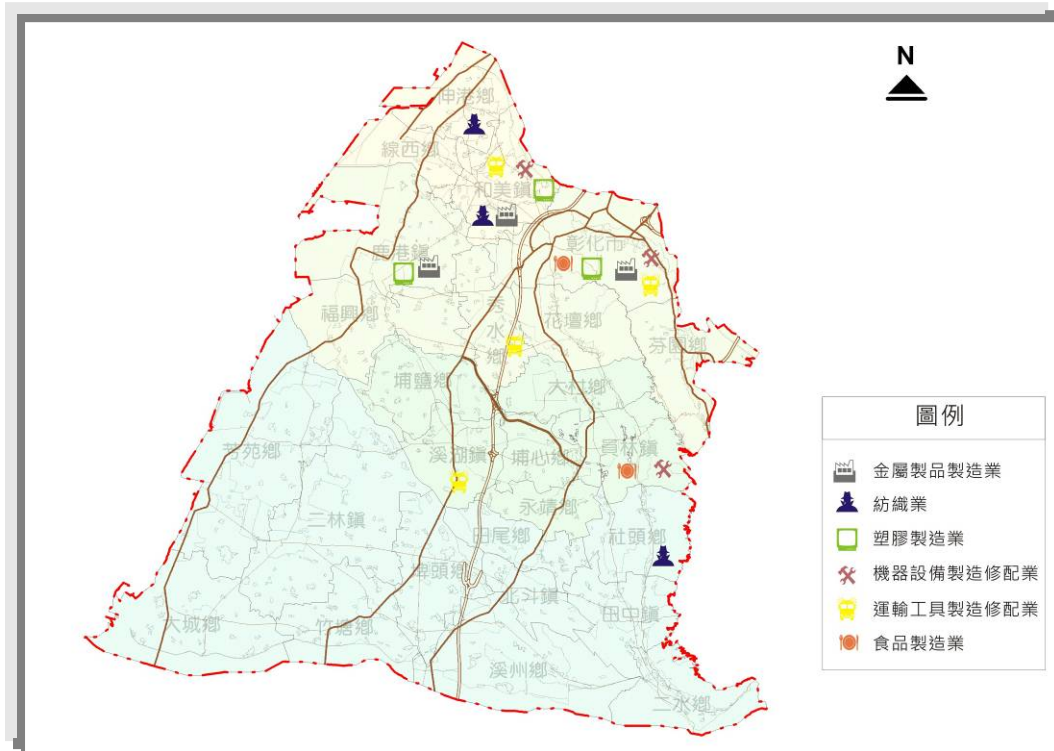 N
伸港鄉
線西鄉
和美鎮
鹿港鎮
彰化市
福興鄉
秀水鄉
花壇鄉
芬園鄉
埔鹽鄉
大村鄉
芳苑鄉
溪湖鎮
埔心鄉
員林鎮
二林鎮
永靖鄉
田尾鄉
社頭鄉
埤頭鄉
北斗鎮
田中鎮
大城鄉
竹塘鄉
溪州鄉
二水鄉
圖例
金屬製品製造業
紡織業
塑膠製造業
機器設備製造修配業
運輸工具製造修配業
食品製造業